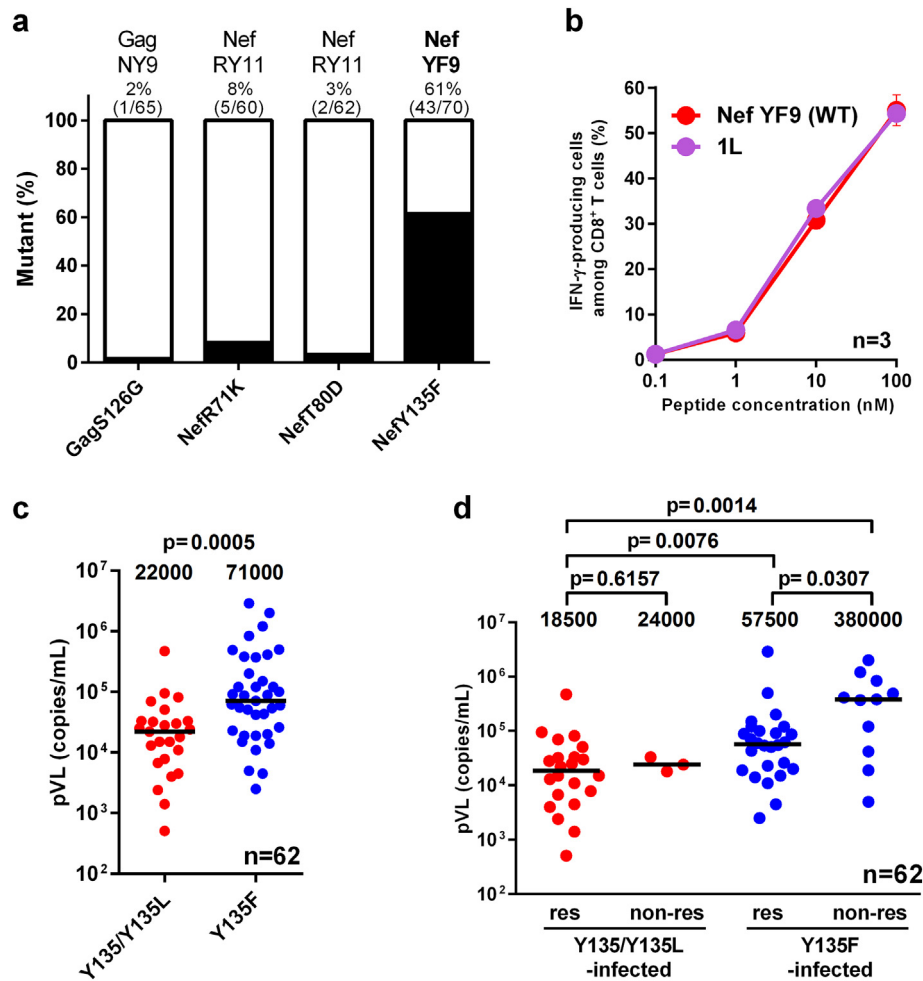 a
Gag Nef Nef Nef
NY9 RY11 RY11 YF9
2% 8% 3% 61%
(1/65) (5/60) (2/62) (43/70)
100
80
60
40
20
0
Mutant (%)
GagS126G
NefR71K
NefT80D
NefY135F
b
60
50
40
30
20
10
0
IFN-γ-producing cells
among CD8+ T cells (%)
Nef YF9 (WT)
1L
n=3
0.1 1 10 100
Peptide concentration (nM)
c
p= 0.0005
22000 71000
10^7
10^6
10^5
10^4
10^3
10^2
pVL (copies/mL)
n=62
Y135/Y135L
Y135F
d
p= 0.0014
p= 0.0076
p= 0.6157 p= 0.0307
18500 24000 57500 380000
10^7
10^6
10^5
10^4
10^3
10^2
pVL (copies/mL)
n=62
res non-res res non-res
Y135/Y135L Y135F
-infected -infected